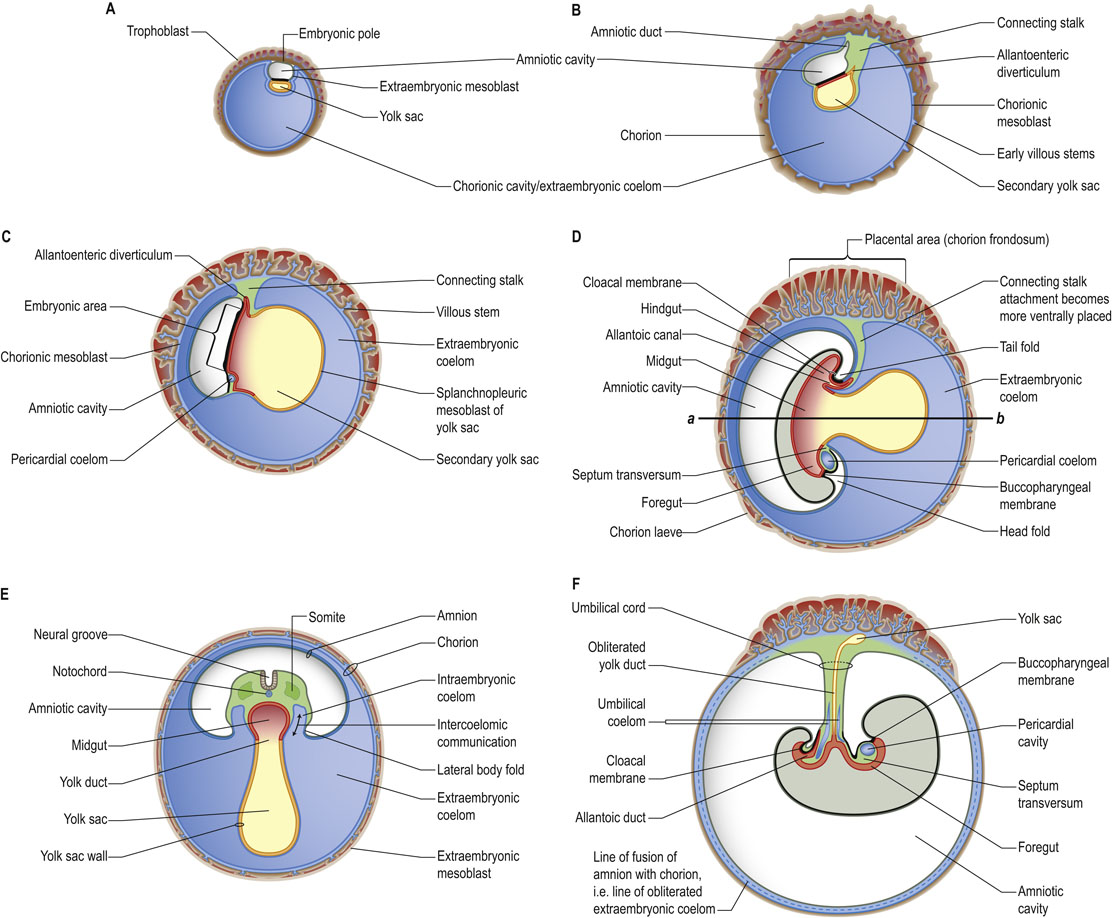 A
Trophoblast
Embryonic pole
Amniotic cavity
Extraembryonic mesoblast
Yolk sac
Chorionic cavity/extraembryonic coelom
B
Amniotic duct
Chorion
Connecting stalk
Allantoenteric
diverticulum
Chorionic
mesoblast
Early villous stems
Secondary yolk sac
C
Allantoenteric diverticulum
Embryonic area
Chorionic mesoblast
Amniotic cavity
Pericardial coelom
Connecting stalk
Villous stem
Extraembryonic
coelom
Splanchnopleuric
mesoblast of
yolk sac
Secondary yolk sac
D
Placental area (chorion frondosum)
Cloacal membrane
Hindgut
Allantoic canal
Midgut
Amniotic cavity
a
b
Septum transversum
Foregut
Chorion laeve
Connecting stalk
attachment becomes
more ventrally placed
Tail fold
Extraembryonic
coelom
Pericardial coelom
Buccopharyngeal
membrane
Head fold
E
Neural groove
Notochord
Amniotic cavity
Midgut
Yolk duct
Yolk sac
Yolk sac wall
Somite
Amnion
Chorion
Intraembryonic
coelom
Intercoelomic
communication
Lateral body fold
Extraembryonic
coelom
Extraembryonic
mesoblast
F
Umbilical cord
Obliterated
yolk duct
Umbilical
coelom
Cloacal
membrane
Allantoic duct
Line of fusion of
amnion with chorion,
i.e. line of obliterated
extraembryonic coelom
Yolk sac
Buccopharyngeal
membrane
Pericardial
cavity
Septum
transversum
Foregut
Amniotic
cavity